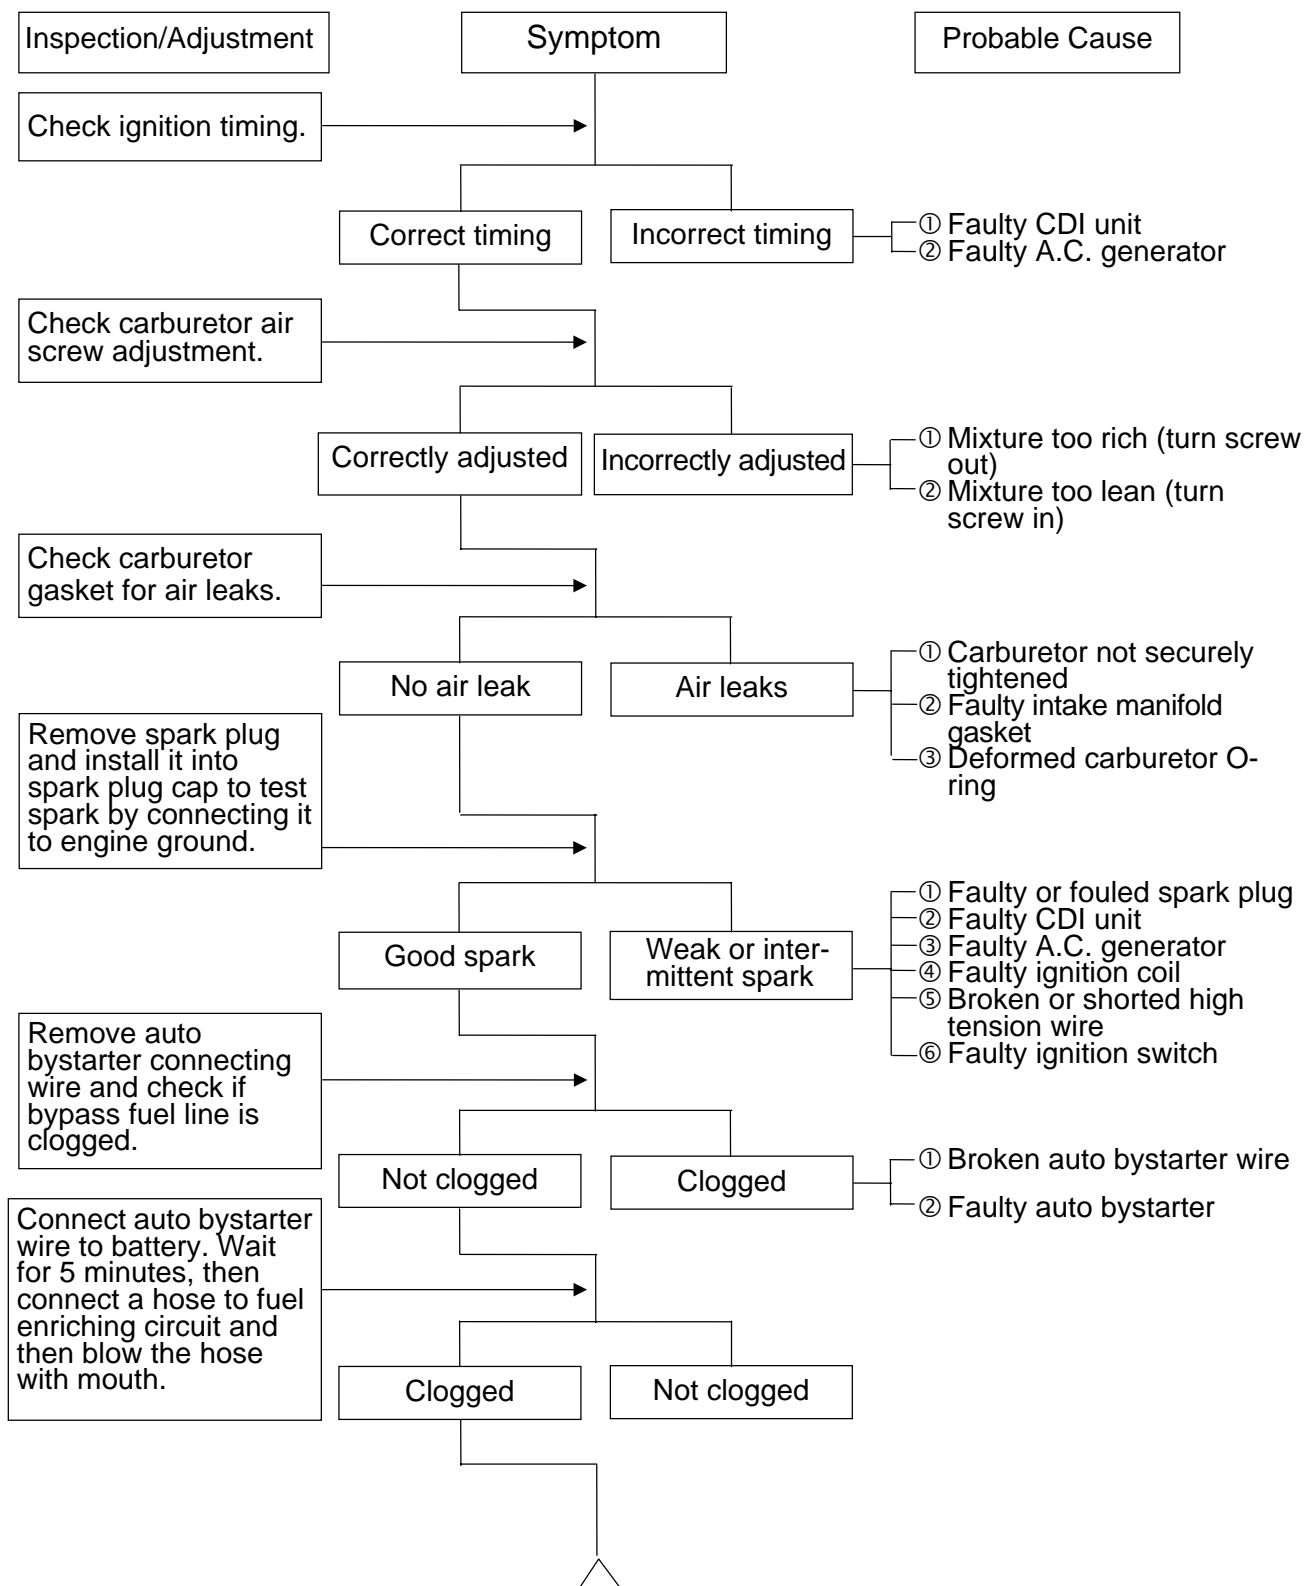 Inspection/Adjustment
Symptom
Probable Cause
Check ignition timing.
Correct timing
Incorrect timing
① Faulty CDI unit
② Faulty A.C. generator
Check carburetor air
screw adjustment.
Correctly adjusted
Incorrectly adjusted
① Mixture too rich (turn screw
out)
② Mixture too lean (turn
screw in)
Check carburetor
gasket for air leaks.
No air leak
Air leaks
① Carburetor not securely
tightened
② Faulty intake manifold
gasket
③ Deformed carburetor O-
ring
Remove spark plug
and install it into
spark plug cap to test
spark by connecting it
to engine ground.
Good spark
Weak or inter-
mittent spark
① Faulty or fouled spark plug
② Faulty CDI unit
③ Faulty A.C. generator
④ Faulty ignition coil
⑤ Broken or shorted high
tension wire
⑥ Faulty ignition switch
Remove auto
bystarter connecting
wire and check if
bypass fuel line is
clogged.
Not clogged
Clogged
① Broken auto bystarter wire
② Faulty auto bystarter
Connect auto bystarter
wire to battery. Wait
for 5 minutes, then
connect a hose to fuel
enriching circuit and
then blow the hose
with mouth.
Clogged
Not clogged